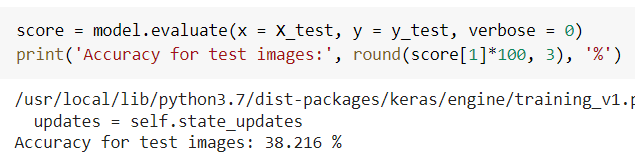 score = model.evaluate(x = X_test, y = y_test, verbose = 0)
print('Accuracy for test images:', round(score[1]*100, 3), '%')
/usr/local/lib/python3.7/dist-packages/keras/engine/training_v1.p
updates = self.state_updates
Accuracy for test images: 38.216 %